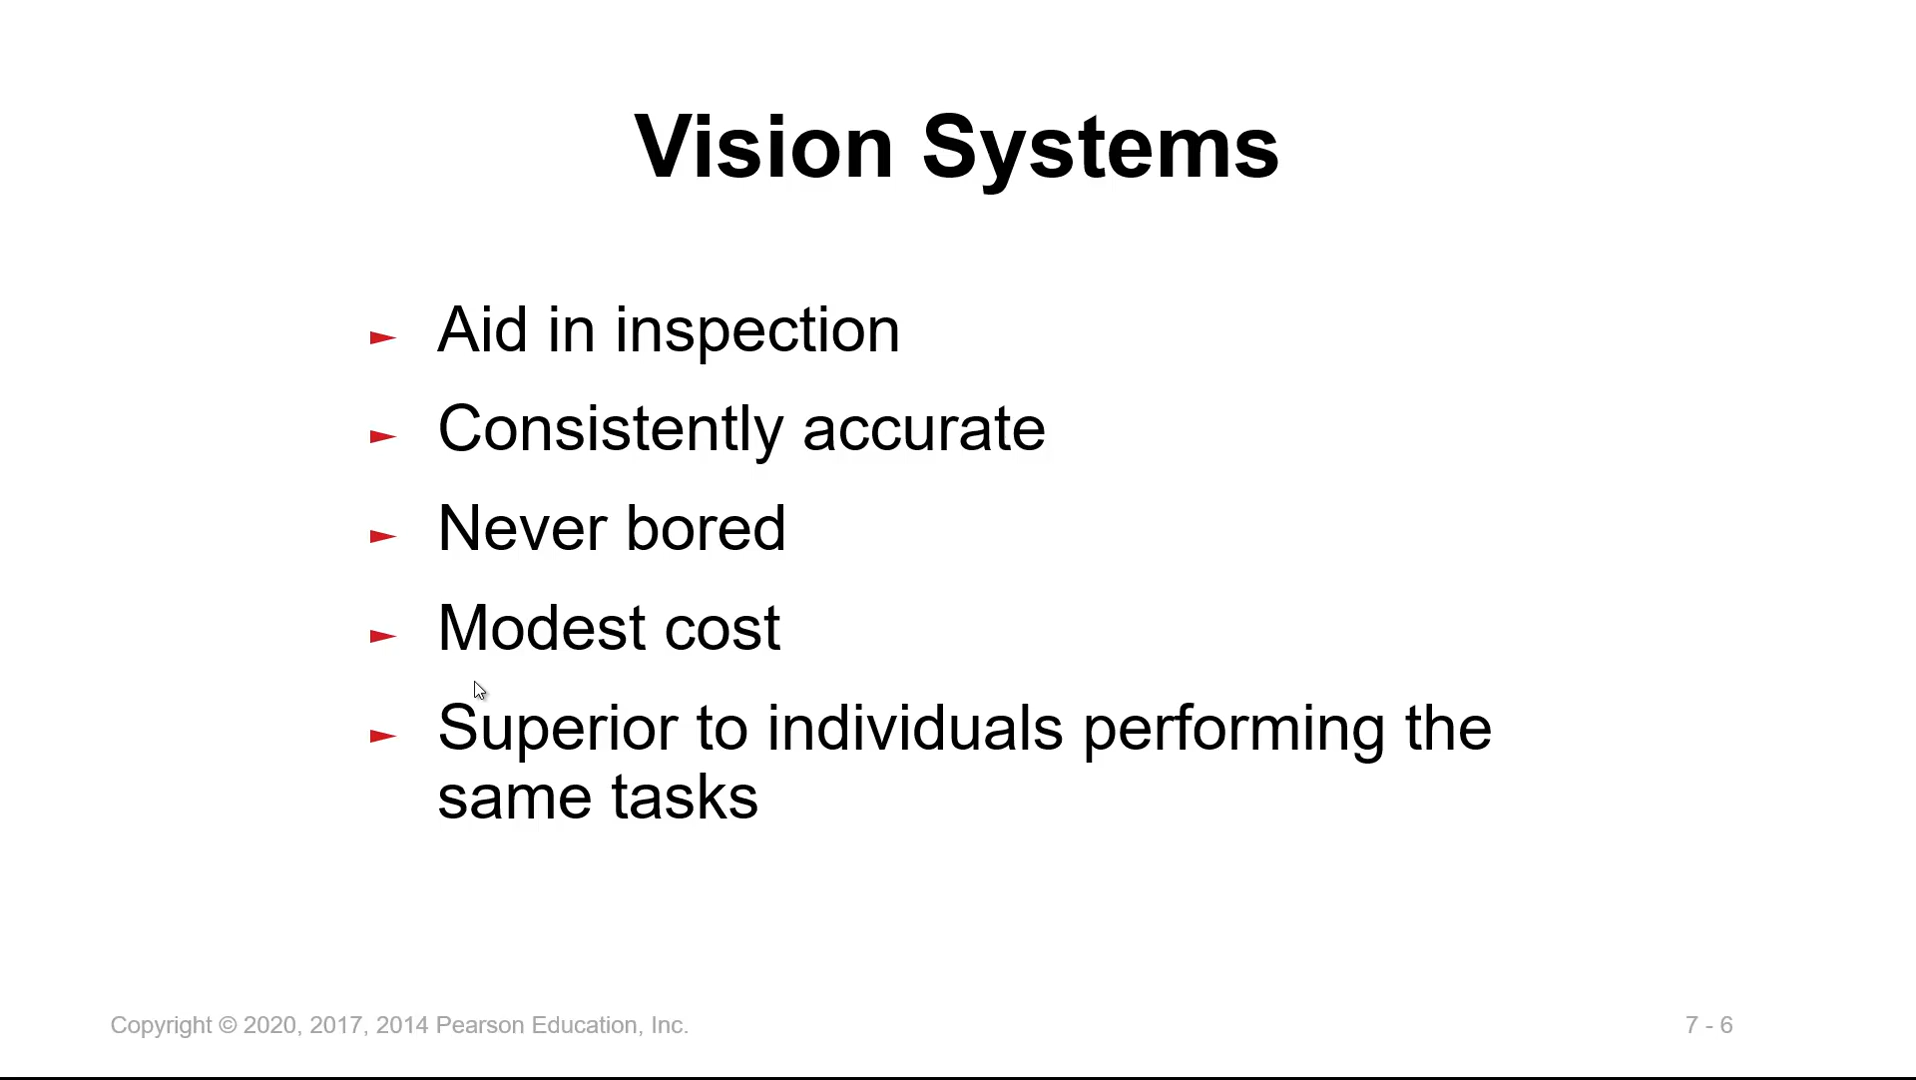 Vision Systems
► Aid in inspection
► Consistently accurate
► Never bored
► Modest cost
► Superior to individuals performing the
same tasks
Copyright © 2020, 2017, 2014 Pearson Education, Inc.
7 - 6